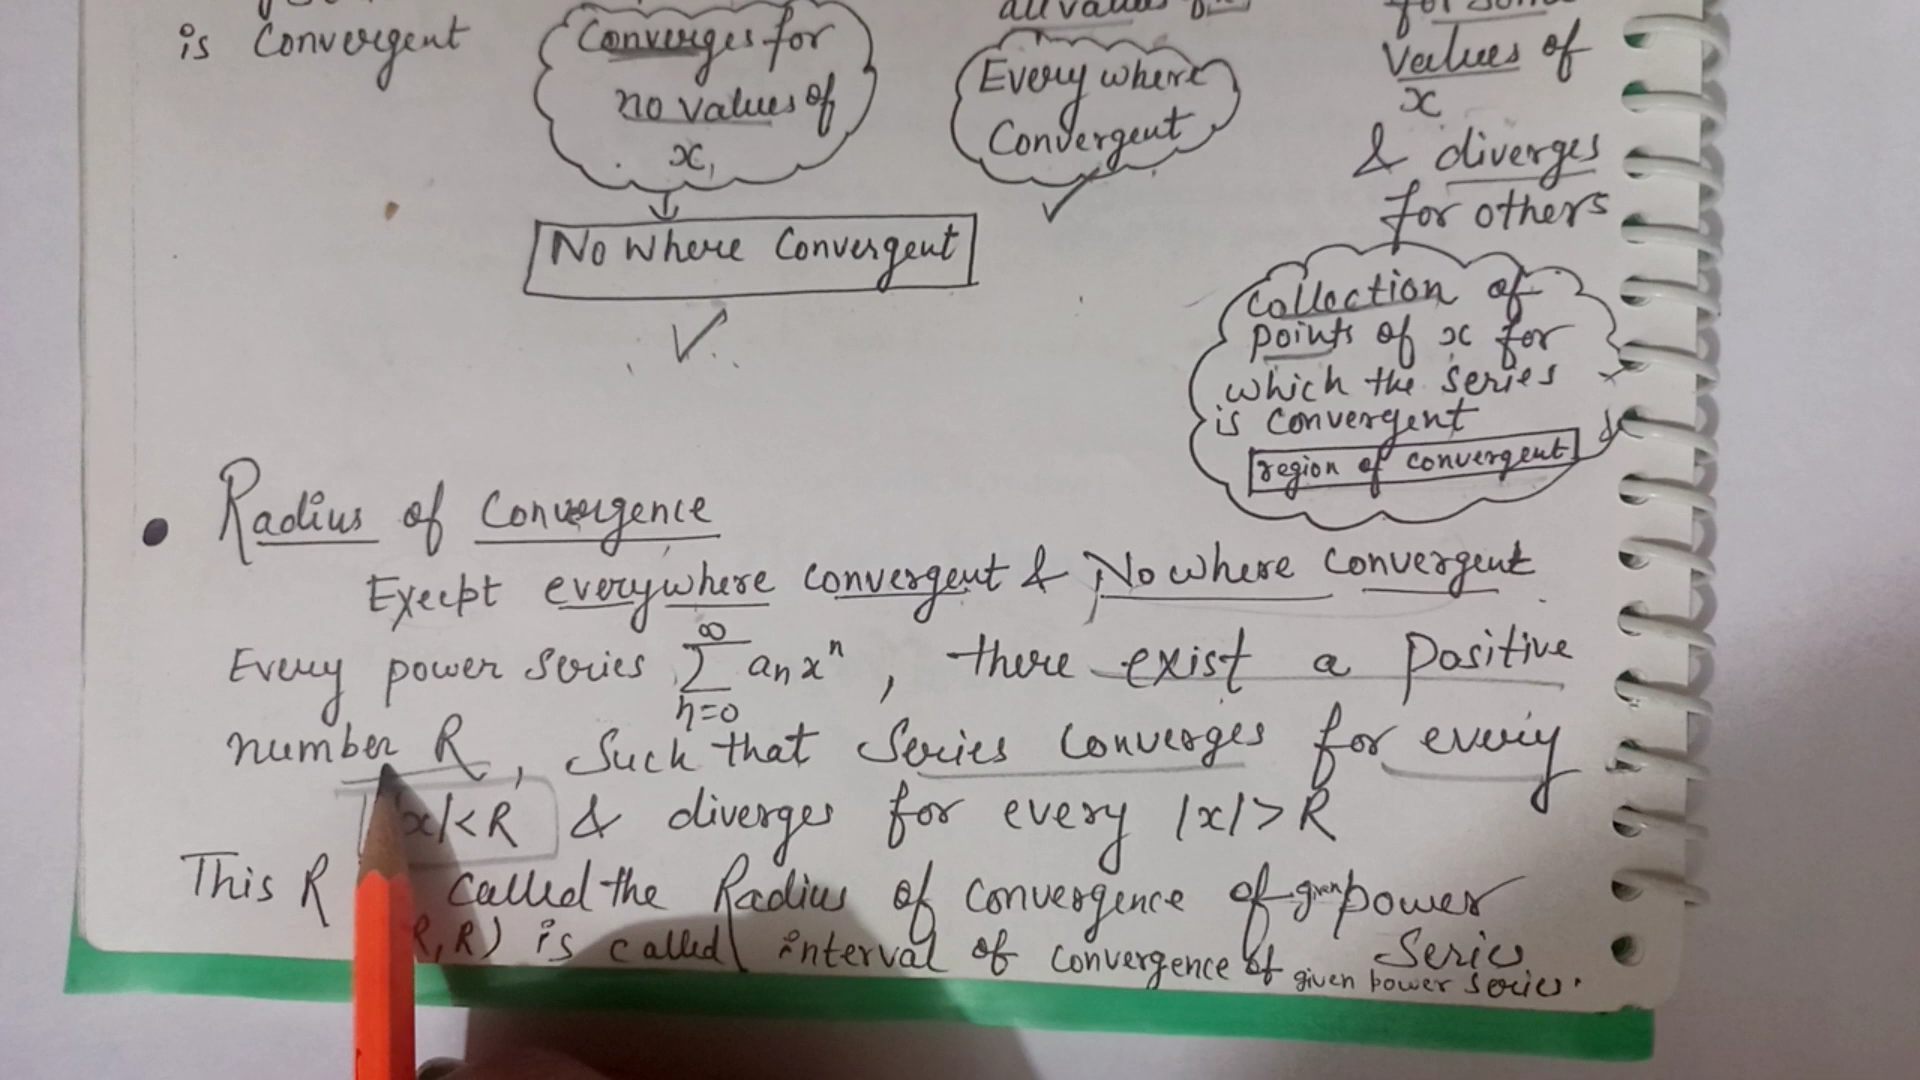 is Convergent
Converges for
no values of
x,
No where Convergent
all values of
Every where
Convergent
values of
x
& diverges
for others
Collection of
points of x for
which the series
is convergent
region of convergent
• Radius of Convergence
Except everywhere convergent & No where convergent
Every power series ∑_{n=0}^{∞} aₙxⁿ , there exist a positive
number R , Such that Series converges for every
|x|<R & diverges for every |x|>R
This R called the Radius of convergence of given power
Series
R,R) is called interval of convergence of given power series.